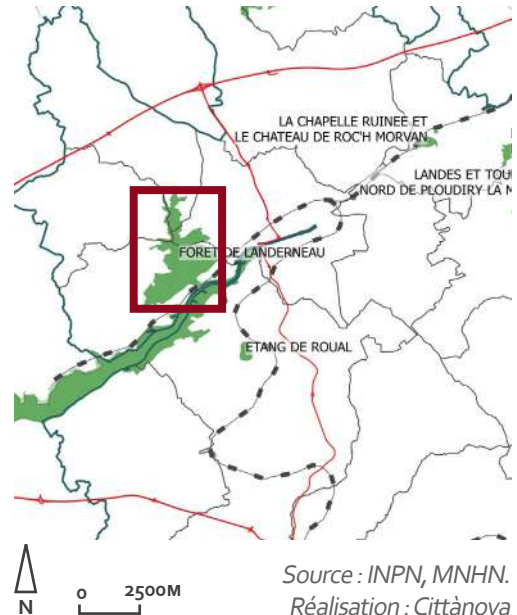 LA CHAPELLE RUINEE ET
LE CHATEAU DE ROC'H MORVAN
LANDES ET TOU
NORD DE PLOUDIRY LA M
FORET DE LANDERNEAU
ETANG DE ROUAL
N
0 2500M
Source : INPN, MNHN.
Réalisation : Cittànova